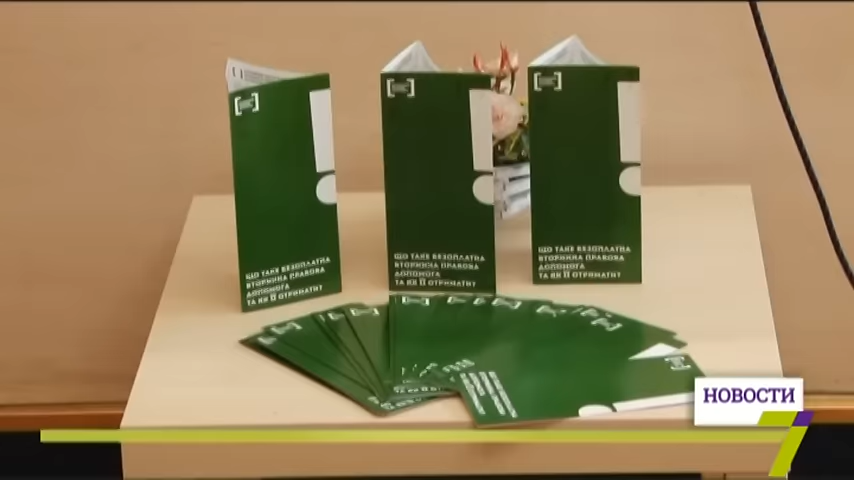 ЩО ТАКЕ БЕЗОПЛАТНА
ВТОРИННА ПРАВОВА
ДОПОМОГА
ТА ЯК ЇЇ ОТРИМАТИ?
ЩО ТАКЕ БЕЗОПЛАТНА
ВТОРИННА ПРАВОВА
ДОПОМОГА
ТА ЯК ЇЇ ОТРИМАТИ?
ЩО ТАКЕ БЕЗОПЛАТНА
ВТОРИННА ПРАВОВА
ДОПОМОГА
ТА ЯК ЇЇ ОТРИМАТИ?
НОВОСТИ
7